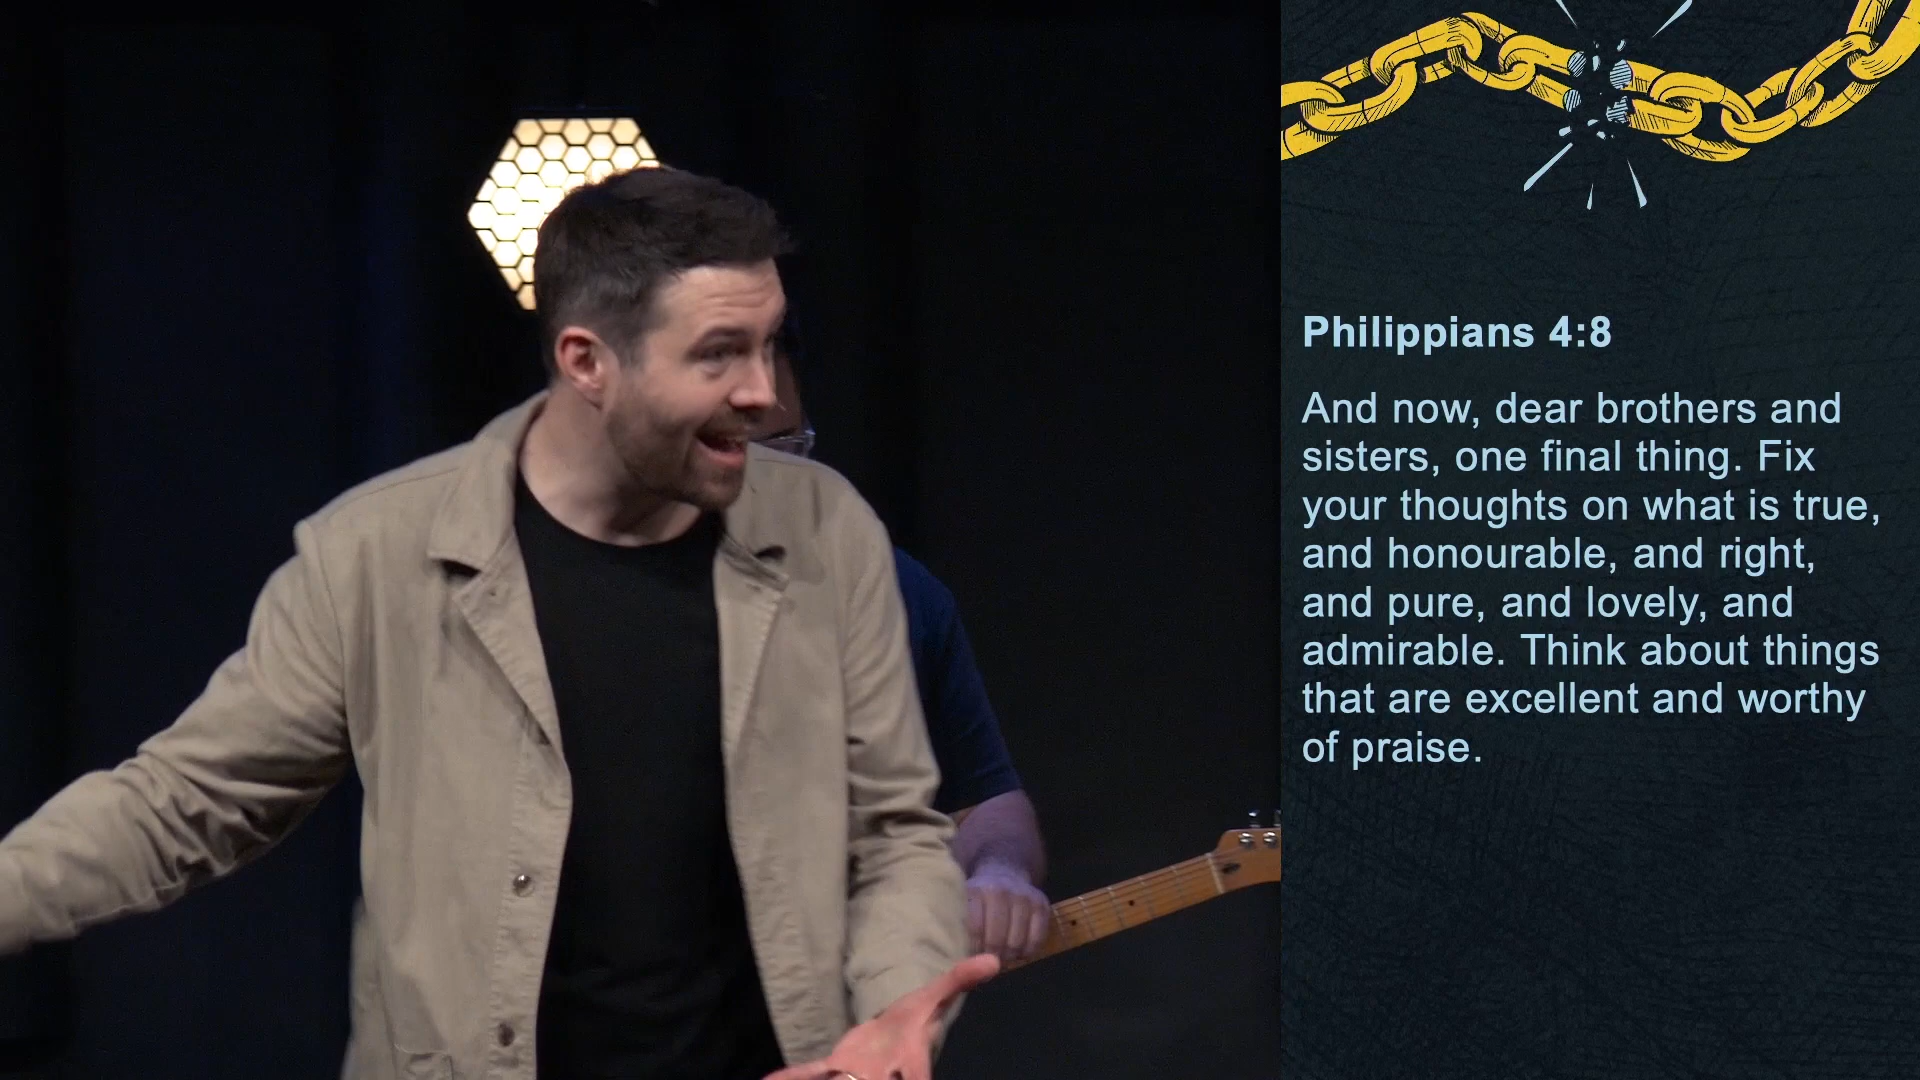 Philippians 4:8
And now, dear brothers and
sisters, one final thing. Fix
your thoughts on what is true,
and honourable, and right,
and pure, and lovely, and
admirable. Think about things
that are excellent and worthy
of praise.